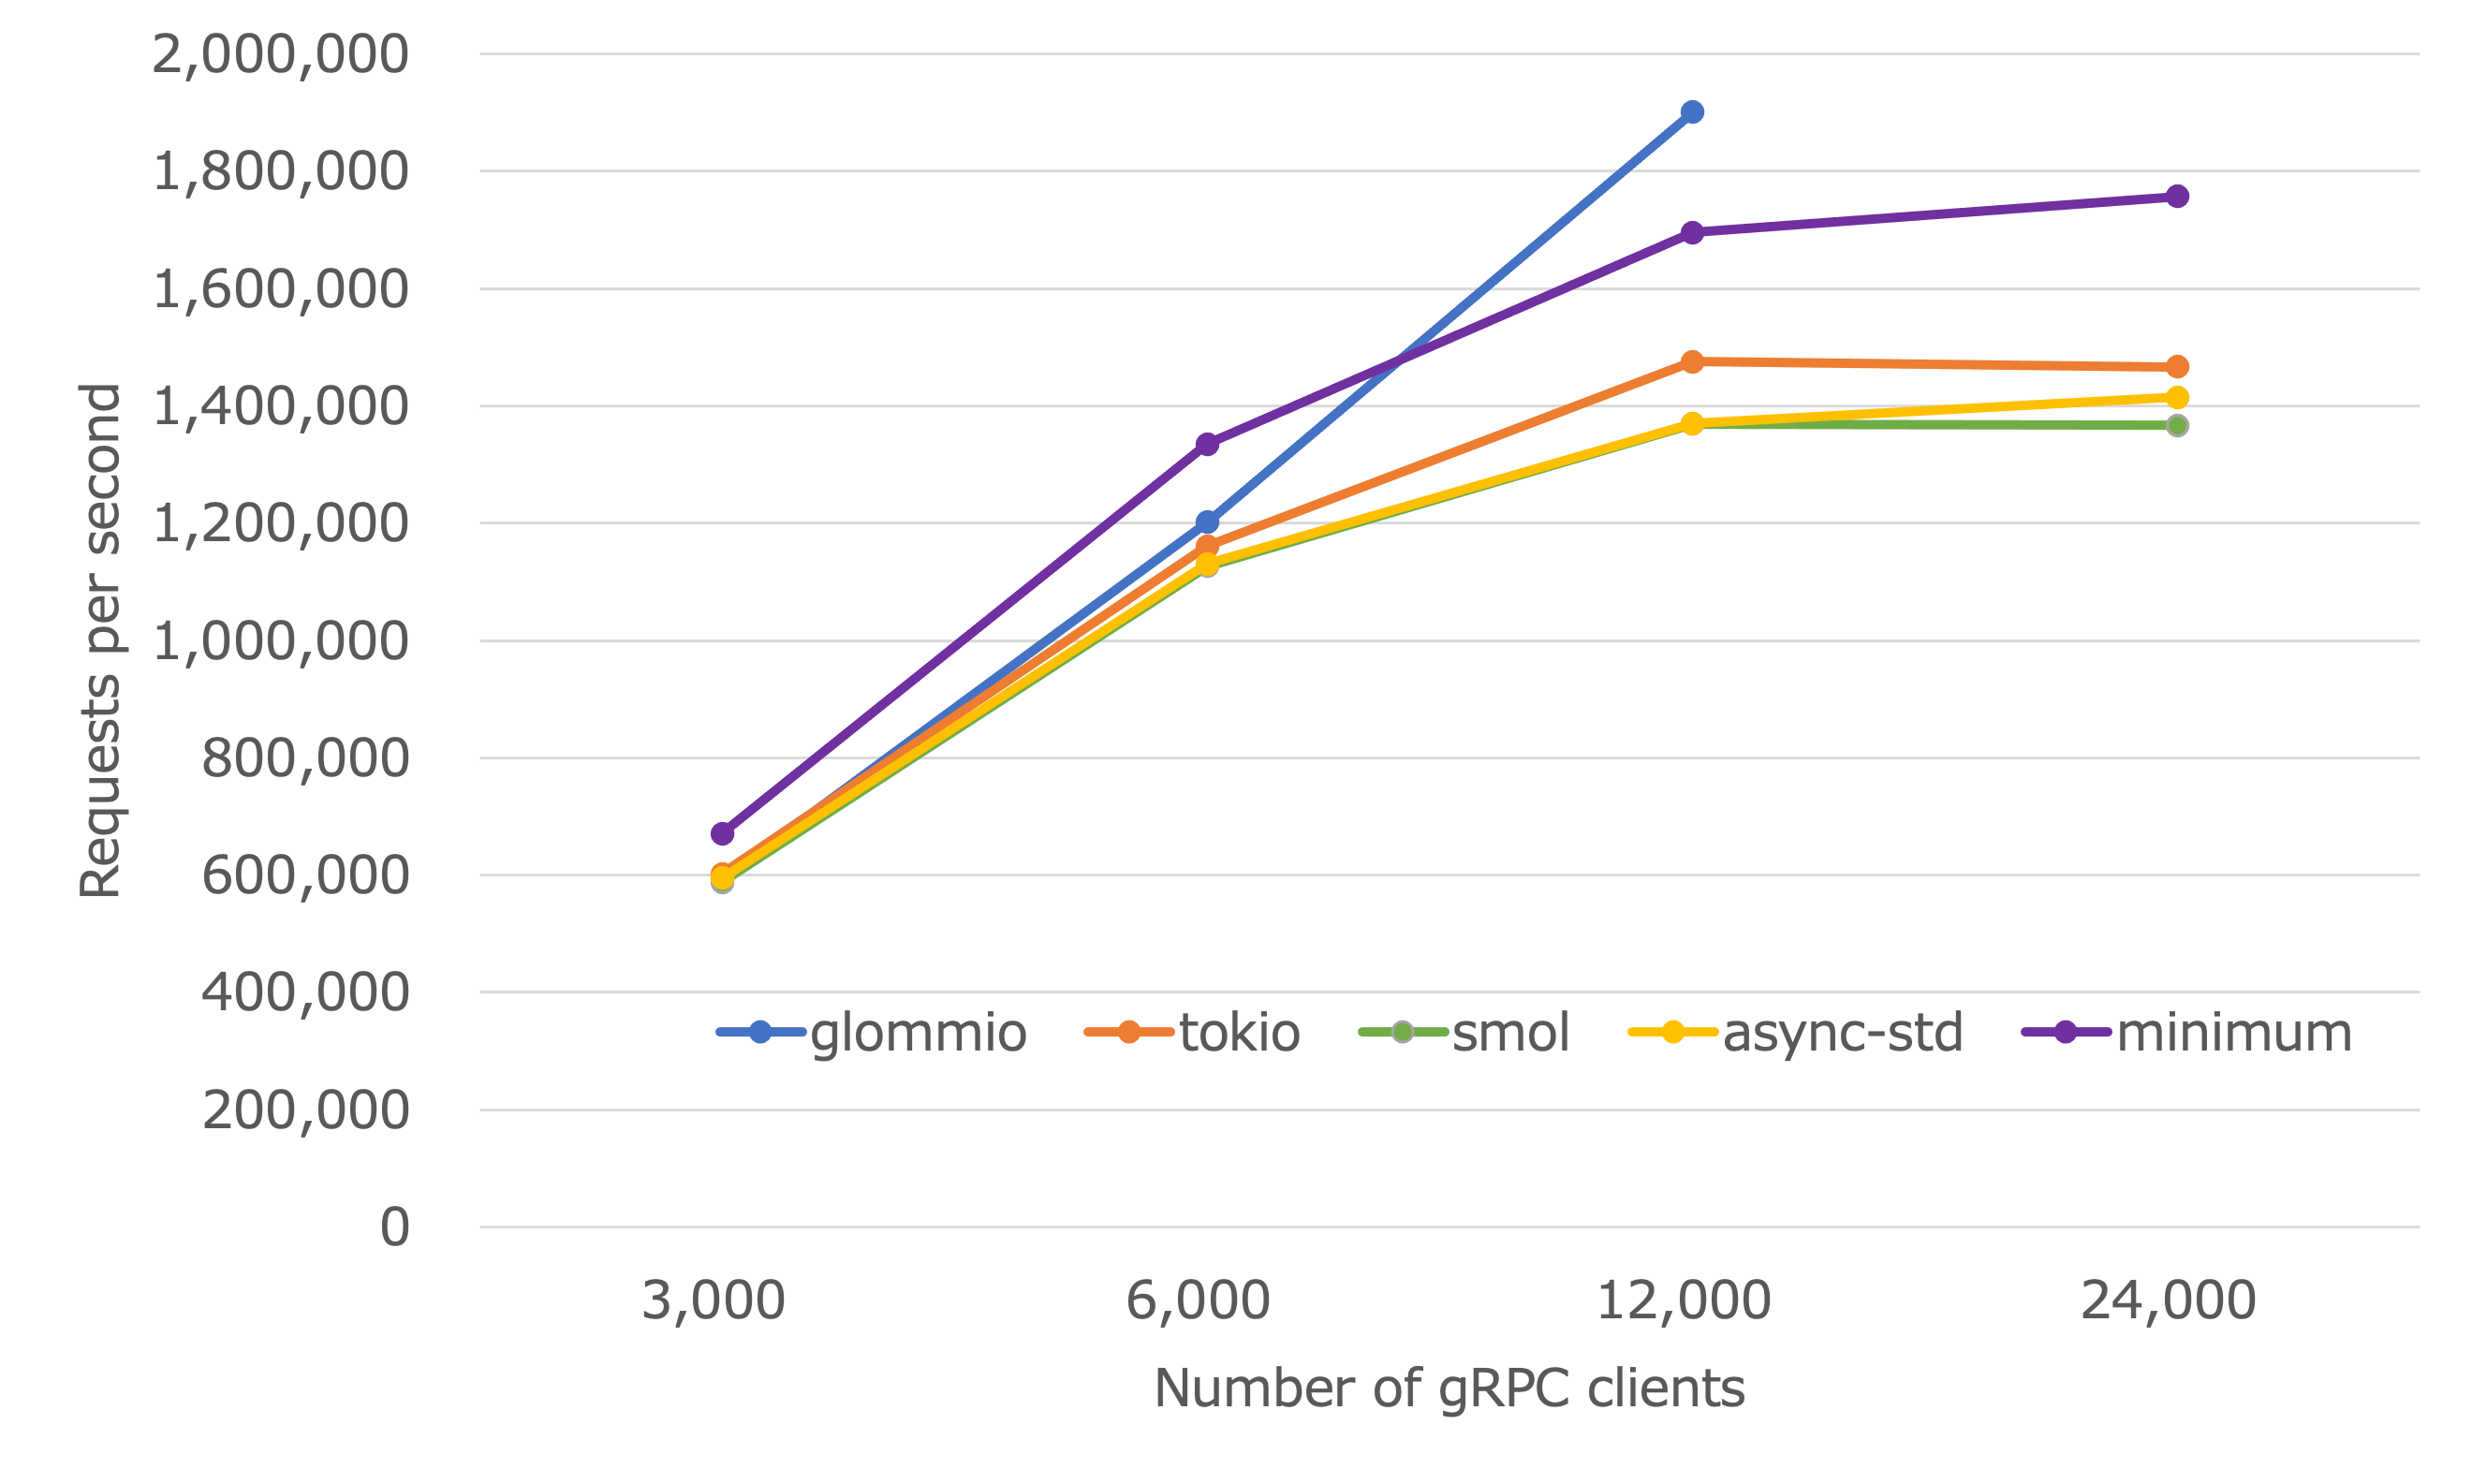 2,000,000
1,800,000
1,600,000
1,400,000
1,200,000
1,000,000
800,000
600,000
400,000
200,000
0
Requests per second
glommio tokio smol async-std minimum
3,000 6,000 12,000 24,000
Number of gRPC clients